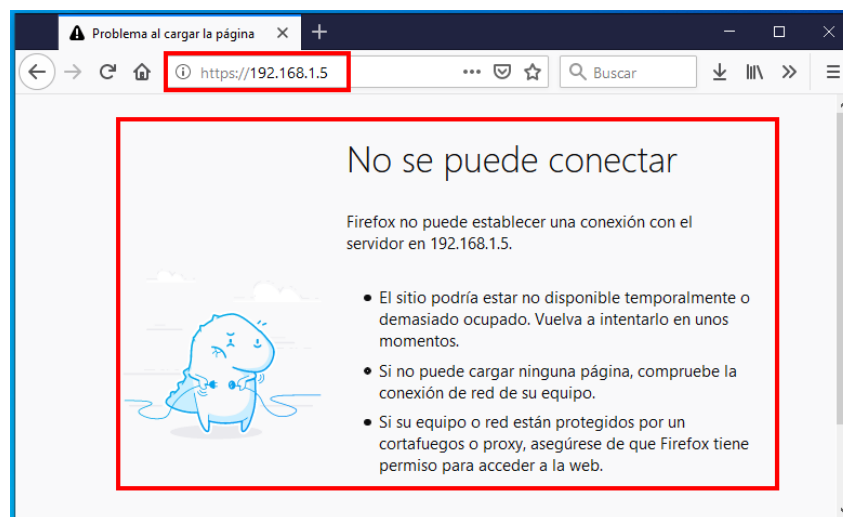 Problema al cargar la página
https://192.168.1.5
Buscar
No se puede conectar
Firefox no puede establecer una conexión con el
servidor en 192.168.1.5.
El sitio podría estar no disponible temporalmente o
demasiado ocupado. Vuelva a intentarlo en unos
momentos.
Si no puede cargar ninguna página, compruebe la
conexión de red de su equipo.
Si su equipo o red están protegidos por un
cortafuegos o proxy, asegúrese de que Firefox tiene
permiso para acceder a la web.